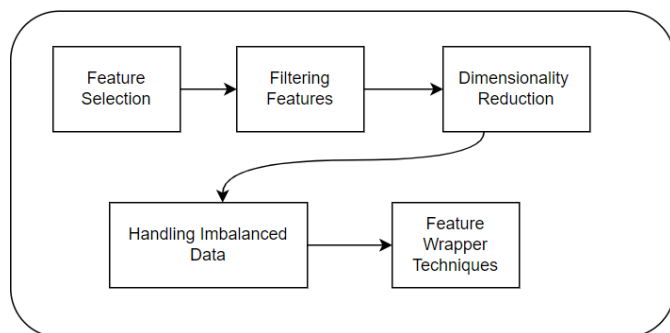 Feature
Selection
Filtering
Features
Dimensionality
Reduction
Handling Imbalanced
Data
Feature
Wrapper
Techniques